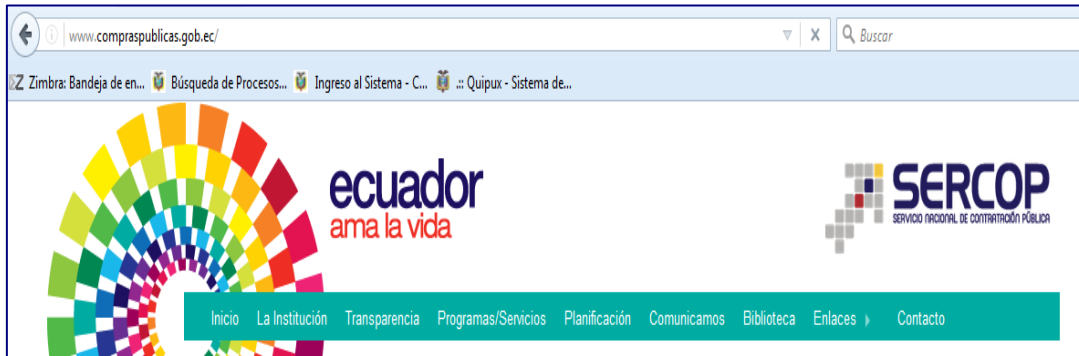 www.compraspublicas.gob.ec/
Buscar
Zimbra: Bandeja de en... Búsqueda de Procesos... Ingreso al Sistema - C... .:: Quipux - Sistema de...
ecuador
ama la vida
SERCOP
SERVICIO NACIONAL DE CONTRATACIÓN PÚBLICA
Inicio La Institución Transparencia Programas/Servicios Planificación Comunicamos Biblioteca Enlaces Contacto